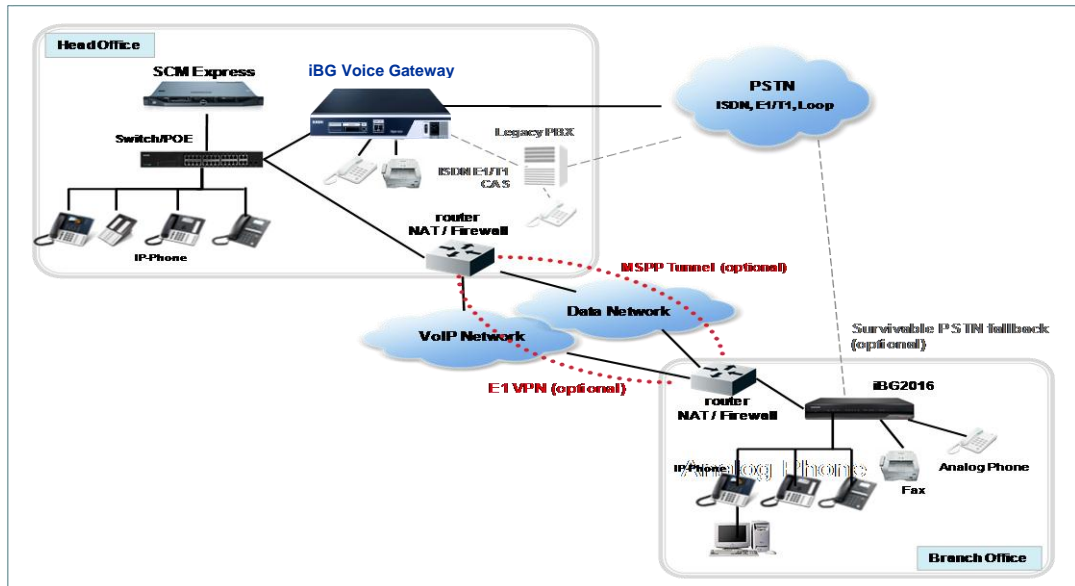 Head Office
SCM Express
iBG Voice Gateway
PSTN
ISDN, E1/T1, Loop
Switch/POE
Legacy PBX
ISDN E1/T1
CAS
router
NAT / Firewall
IP-Phone
MSPP Tunnel (optional)
Data Network
VoIP Network
Survivable PSTN fallback
(optional)
E1 VPN (optional)
iBG2016
router
NAT / Firewall
IP-Phone
Analog Phone
Analog Phone
Fax
Branch Office